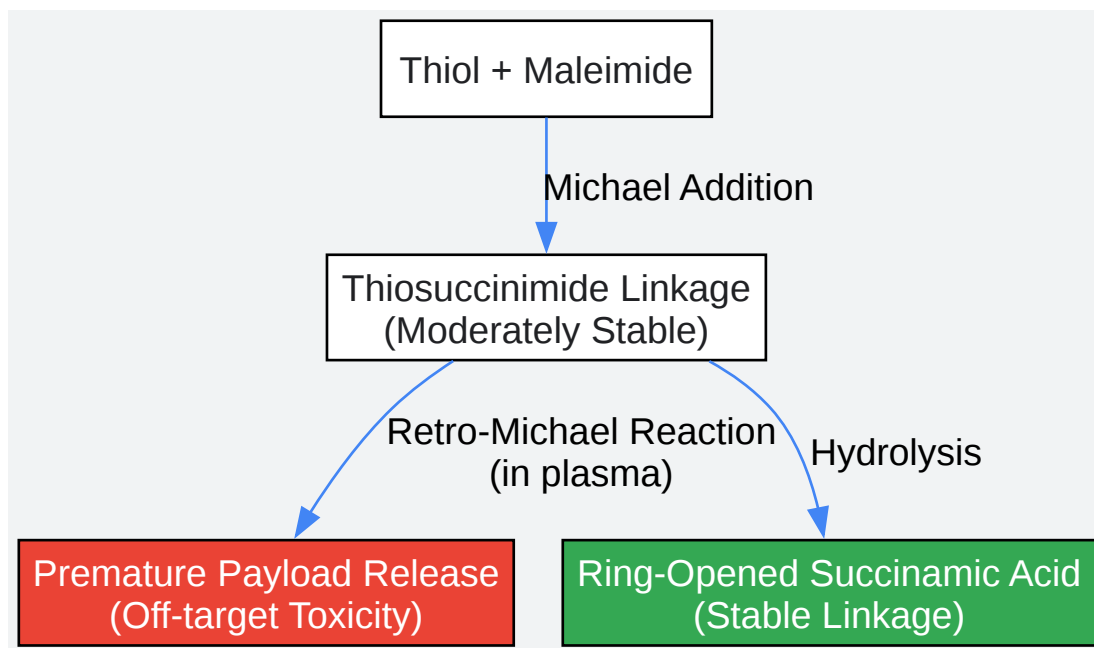 Thiol + Maleimide
Michael Addition
Thiosuccinimide Linkage
(Moderately Stable)
Retro-Michael Reaction
(in plasma)
Hydrolysis
Premature Payload Release
(Off-target Toxicity)
Ring-Opened Succinamic Acid
(Stable Linkage)